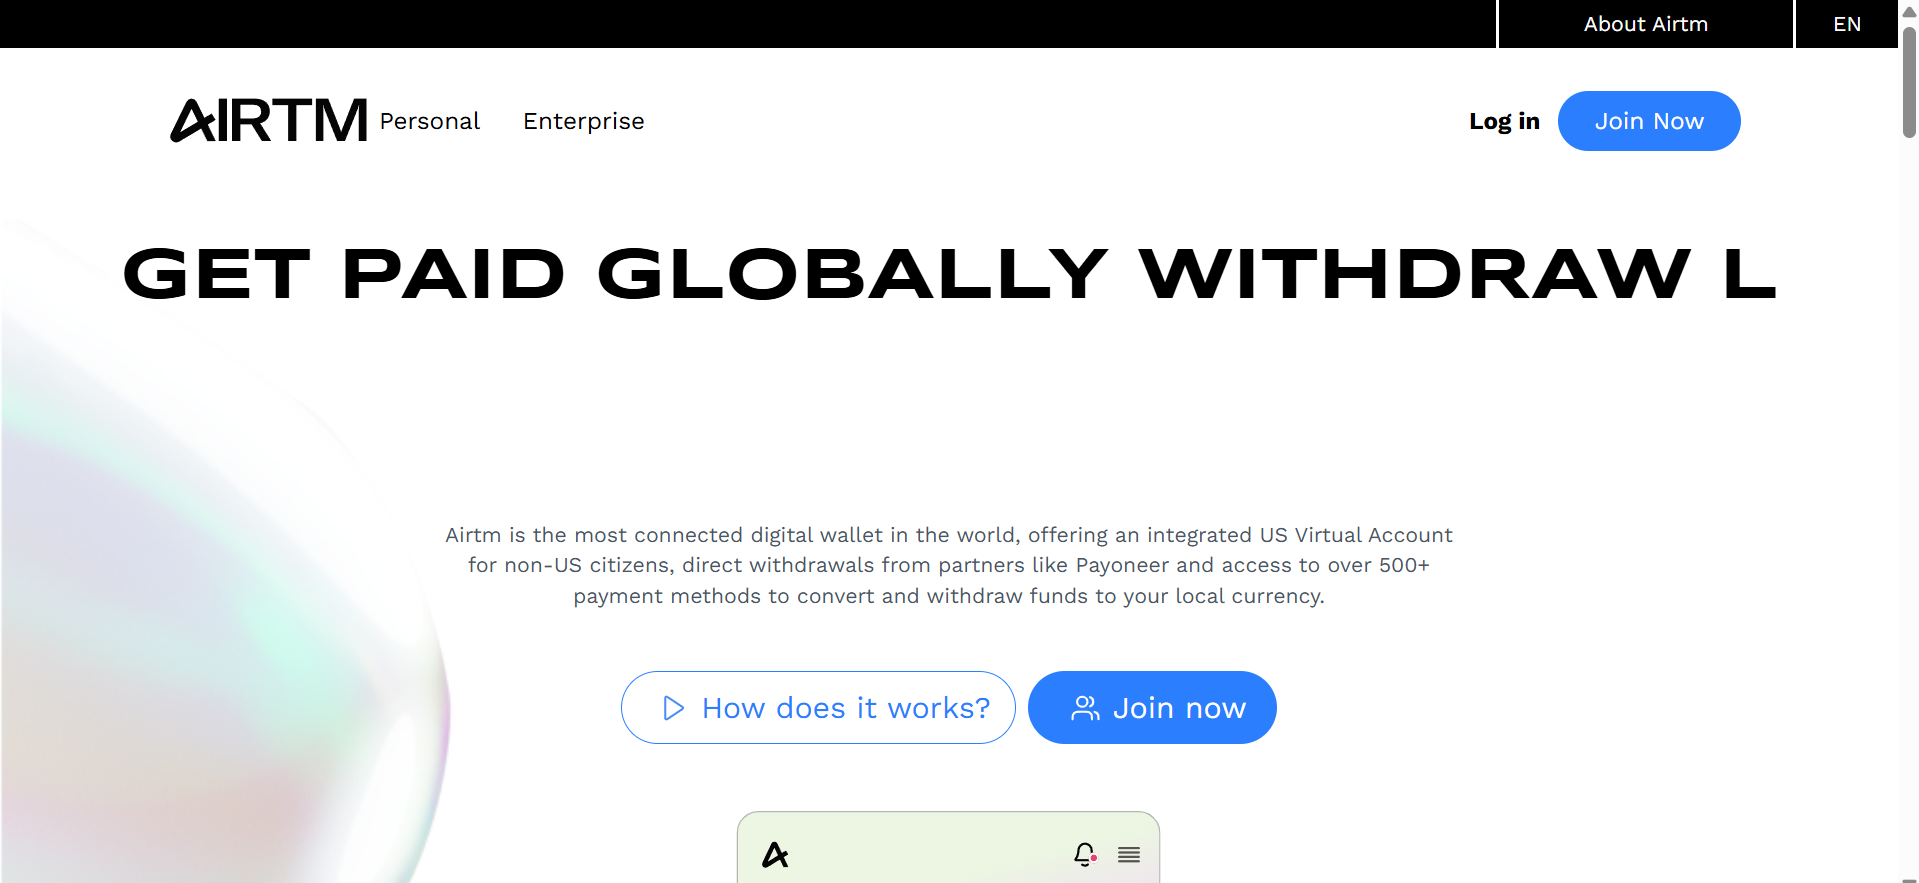 About Airtm
EN
AIRTM
Personal
Enterprise
Log in
Join Now
GET PAID GLOBALLY WITHDRAW L
Airtm is the most connected digital wallet in the world, offering an integrated US Virtual Account
for non-US citizens, direct withdrawals from partners like Payoneer and access to over 500+
payment methods to convert and withdraw funds to your local currency.
How does it works?
Join now